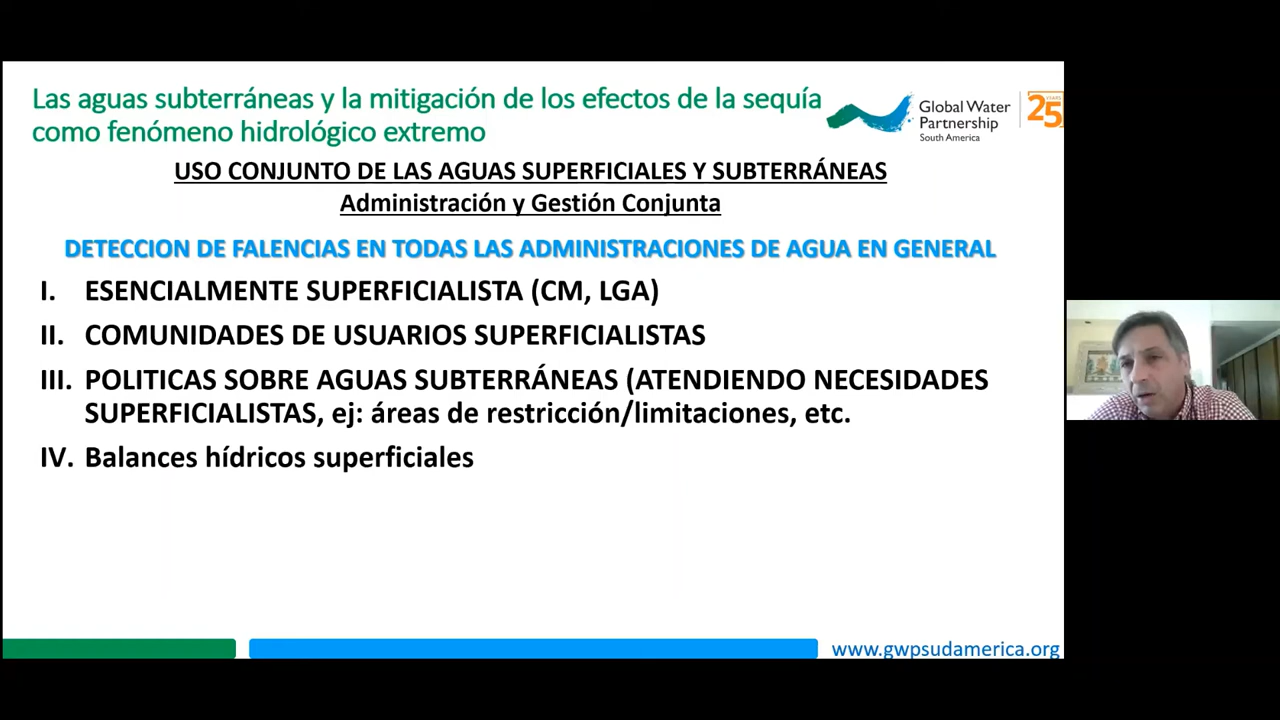 Las aguas subterráneas y la mitigación de los efectos de la sequía
como fenómeno hidrológico extremo
Global Water
Partnership
South America
25
YEARS
USO CONJUNTO DE LAS AGUAS SUPERFICIALES Y SUBTERRÁNEAS
Administración y Gestión Conjunta
DETECCION DE FALENCIAS EN TODAS LAS ADMINISTRACIONES DE AGUA EN GENERAL
I. ESENCIALMENTE SUPERFICIALISTA (CM, LGA)
II. COMUNIDADES DE USUARIOS SUPERFICIALISTAS
III. POLITICAS SOBRE AGUAS SUBTERRÁNEAS (ATENDIENDO NECESIDADES
SUPERFICIALISTAS, ej: áreas de restricción/limitaciones, etc.
IV. Balances hídricos superficiales
www.gwpsudamerica.org